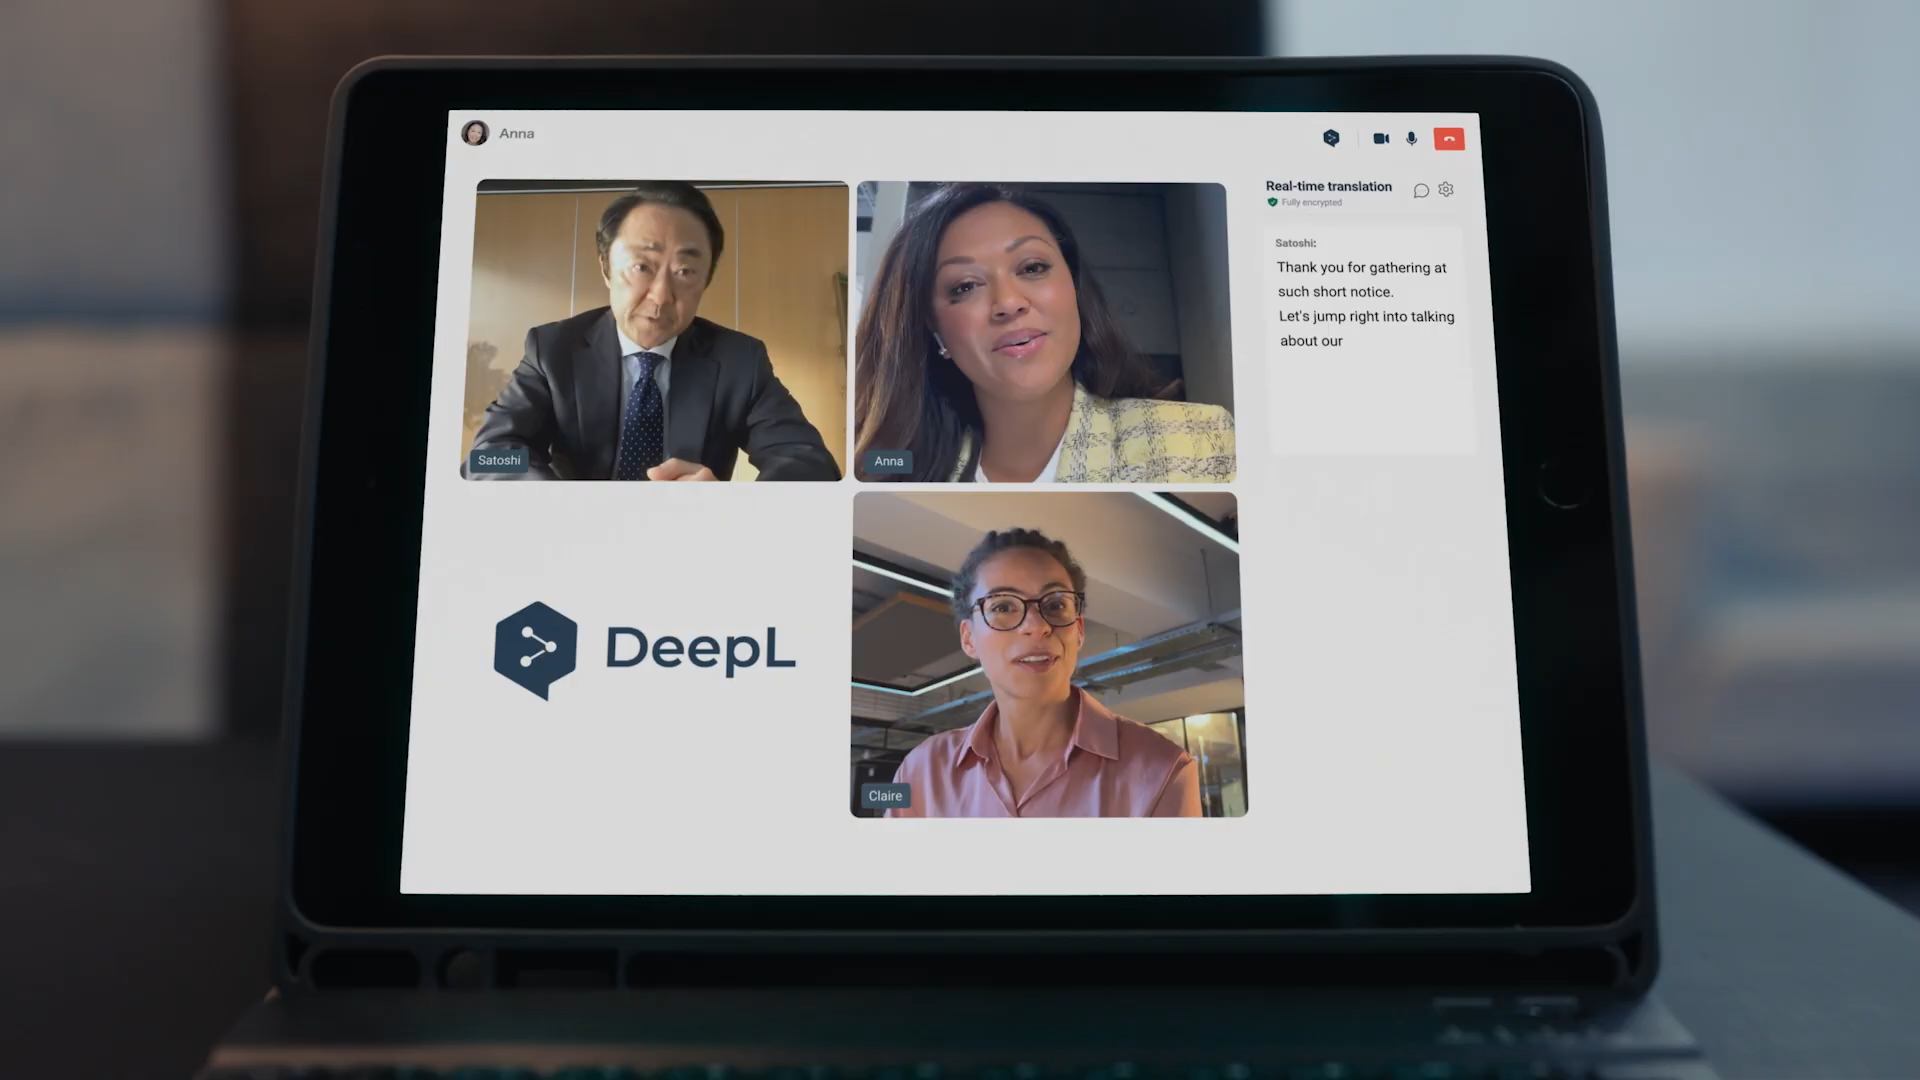 Anna
Real-time translation
Fully encrypted
Satoshi:
Thank you for gathering at
such short notice.
Let's jump right into talking
about our
Satoshi
Anna
DeepL
Claire